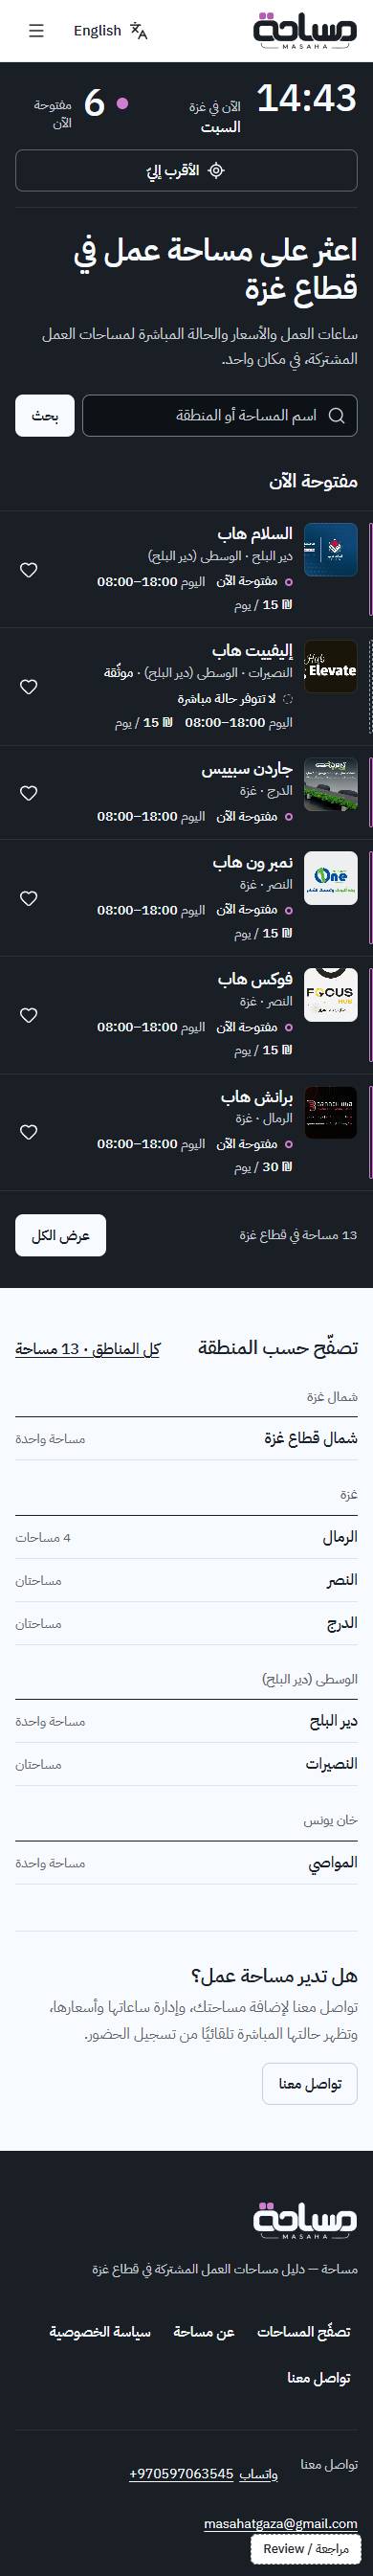 مساحة
MASAHA
English
14:43
الآن في غزة
السبت
6
مفتوحة
الآن
الأقرب إليّ
اعثر على مساحة عمل في
قطاع غزة
ساعات العمل والأسعار والحالة المباشرة لمساحات العمل
المشتركة، في مكان واحد.
اسم المساحة أو المنطقة
بحث
مفتوحة الآن
السلام هاب
دير البلح · الوسطى (دير البلح)
مفتوحة الآن اليوم 08:00–18:00
₪ 15 / يوم
إليفييت هاب
Hub
Elevate
النصيرات · الوسطى (دير البلح) · موثّقة
لا تتوفر حالة مباشرة
اليوم 08:00–18:00 ₪ 15 / يوم
جاردن سبييس
الدرج · غزة
مفتوحة الآن اليوم 08:00–18:00
نمبر ون هاب
One
النصر · غزة
مفتوحة الآن اليوم 08:00–18:00
₪ 15 / يوم
فوكس هاب
FOCUS
HUB
النصر · غزة
مفتوحة الآن اليوم 08:00–18:00
₪ 15 / يوم
برانش هاب
الرمال · غزة
مفتوحة الآن اليوم 08:00–18:00
₪ 30 / يوم
13 مساحة في قطاع غزة
عرض الكل
تصفّح حسب المنطقة
كل المناطق · 13 مساحة
شمال غزة
شمال قطاع غزة
مساحة واحدة
غزة
الرمال
4 مساحات
النصر
مساحتان
الدرج
مساحتان
الوسطى (دير البلح)
دير البلح
مساحة واحدة
النصيرات
مساحتان
خان يونس
المواصي
مساحة واحدة
هل تدير مساحة عمل؟
تواصل معنا لإضافة مساحتك، وإدارة ساعاتها وأسعارها،
وتظهر حالتها المباشرة تلقائيًا من تسجيل الحضور.
تواصل معنا
مساحة
MASAHA
مساحة — دليل مساحات العمل المشتركة في قطاع غزة
تصفّح المساحات
عن مساحة
سياسة الخصوصية
تواصل معنا
تواصل معنا
واتساب +970597063545
masahatgaza@gmail.com
مراجعة / Review